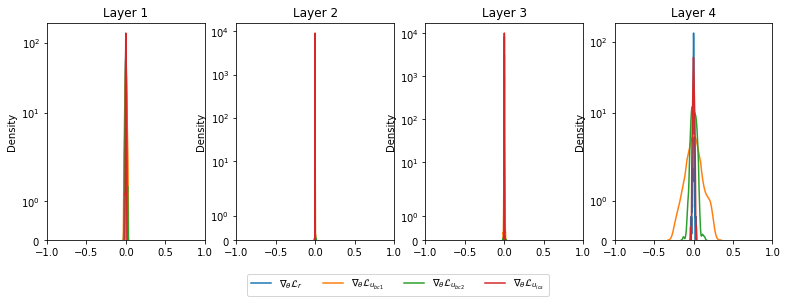 Layer 1 Layer 2 Layer 3 Layer 4
Density Density Density Density
10² 10⁴ 10⁴ 10²
10³ 10³
10¹ 10² 10² 10¹
10¹ 10¹
10⁰ 10⁰ 10⁰ 10⁰
0 0 0 0
−1.0 −0.5 0.0 0.5 1.0 −1.0 −0.5 0.0 0.5 1.0 −1.0 −0.5 0.0 0.5 1.0 −1.0 −0.5 0.0 0.5 1.0
∇θℒr ∇θℒu_bc1 ∇θℒu_bc2 ∇θℒu_ics